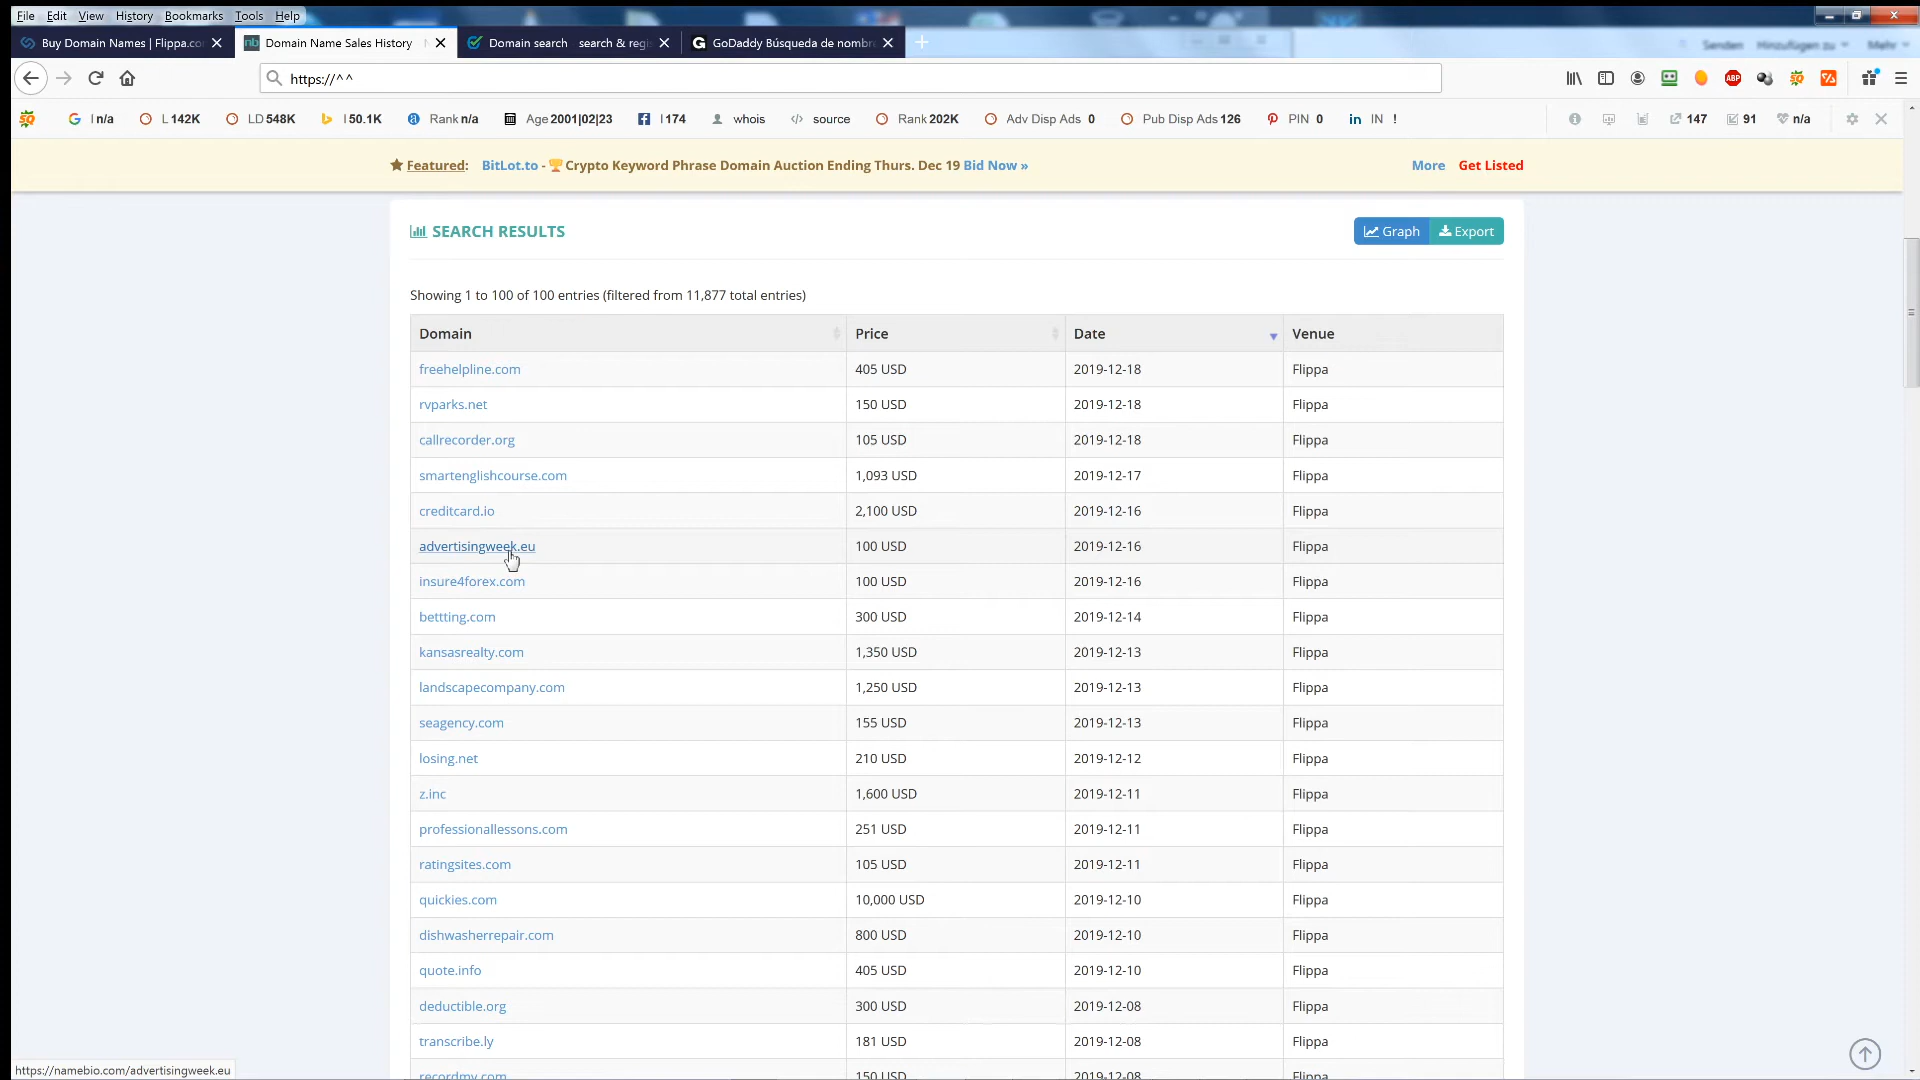 File Edit View History Bookmarks Tools Help
Buy Domain Names | Flippa.co Domain Name Sales History Domain search search & regi GoDaddy Búsqueda de nombr
Senden Hinzufügen zu Mehr
https://^^
I n/a L 142K LD 548K I 50.1K Rank n/a Age 2001|02|23 I 174 whois source Rank 202K Adv Disp Ads 0 Pub Disp Ads 126 PIN 0 in IN ! 147 91 n/a
Featured: BitLot.to - Crypto Keyword Phrase Domain Auction Ending Thurs. Dec 19 Bid Now » More Get Listed
SEARCH RESULTS Graph Export
Showing 1 to 100 of 100 entries (filtered from 11,877 total entries)
Domain Price Date Venue
freehelpline.com 405 USD 2019-12-18 Flippa
rvparks.net 150 USD 2019-12-18 Flippa
callrecorder.org 105 USD 2019-12-18 Flippa
smartenglishcourse.com 1,093 USD 2019-12-17 Flippa
creditcard.io 2,100 USD 2019-12-16 Flippa
advertisingweek.eu 100 USD 2019-12-16 Flippa
insure4forex.com 100 USD 2019-12-16 Flippa
bettting.com 300 USD 2019-12-14 Flippa
kansasrealty.com 1,350 USD 2019-12-13 Flippa
landscapecompany.com 1,250 USD 2019-12-13 Flippa
seagency.com 155 USD 2019-12-13 Flippa
losing.net 210 USD 2019-12-12 Flippa
z.inc 1,600 USD 2019-12-11 Flippa
professionallessons.com 251 USD 2019-12-11 Flippa
ratingsites.com 105 USD 2019-12-11 Flippa
quickies.com 10,000 USD 2019-12-10 Flippa
dishwasherrepair.com 800 USD 2019-12-10 Flippa
quote.info 405 USD 2019-12-10 Flippa
deductible.org 300 USD 2019-12-08 Flippa
transcribe.ly 181 USD 2019-12-08 Flippa
recordmy.com 150 USD 2019-12-08 Flippa
https://namebio.com/advertisingweek.eu